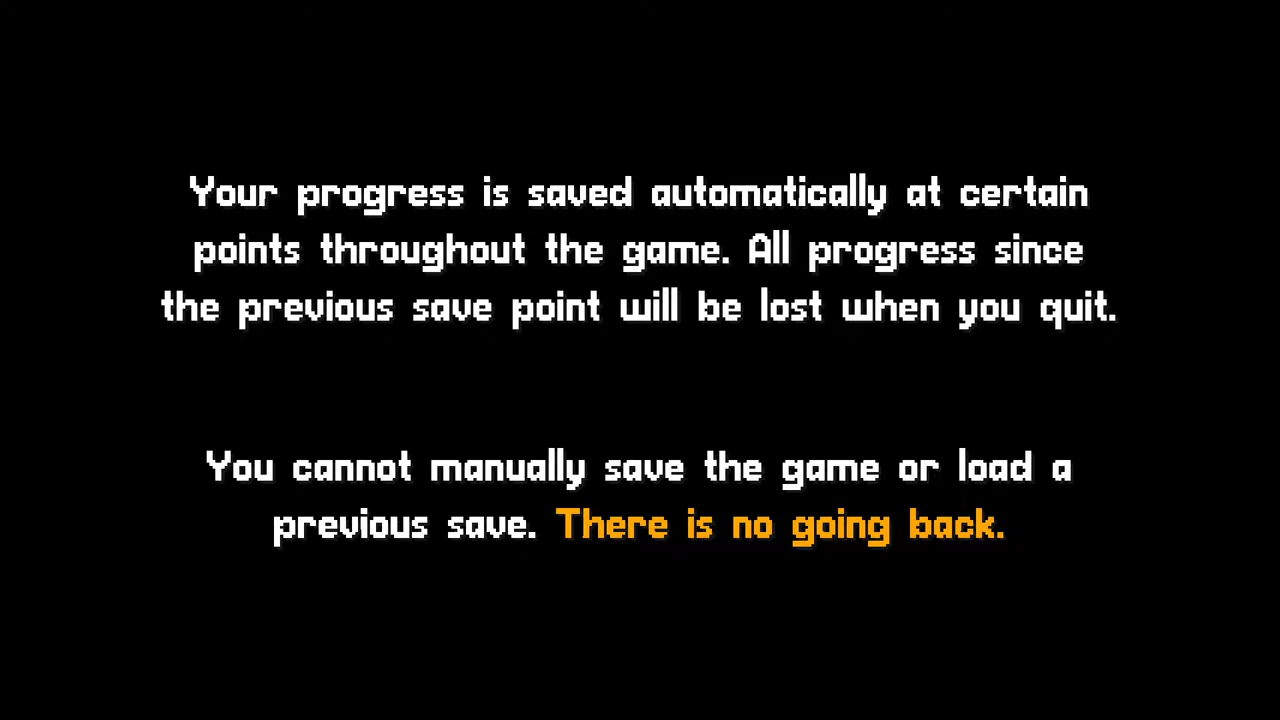 Your progress is saved automatically at certain
points throughout the game. All progress since
the previous save point will be lost when you quit.
You cannot manually save the game or load a
previous save. There is no going back.